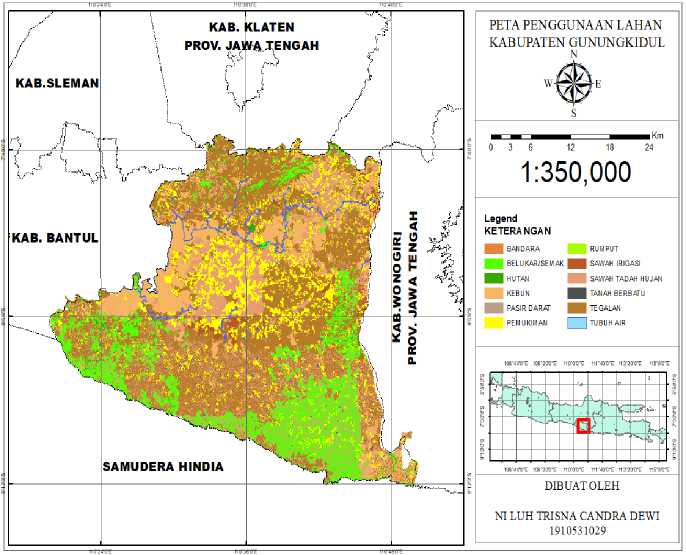 KAB. KLATEN
PROV. JAWA TENGAH
KAB.SLEMAN
KAB. BANTUL
KAB.WONOGIRI
PROV. JAWA TENGAH
SAMUDERA HINDIA
PETA PENGGUNAAN LAHAN
KABUPATEN GUNUNGKIDUL
N
W E
S
Km
0 3 6 12 18 24
1:350,000
Legend
KETERANGAN
BANDARA
BELUKAR/SEMAK
HUTAN
KEBUN
PASIR DARAT
PEMUKIMAN
RUMPUT
SAWAH IRIGASI
SAWAH TADAH HUJAN
TANAH BERBATU
TEGALAN
TUBUH AIR
DIBUAT OLEH
NI LUH TRISNA CANDRA DEWI
1910531029